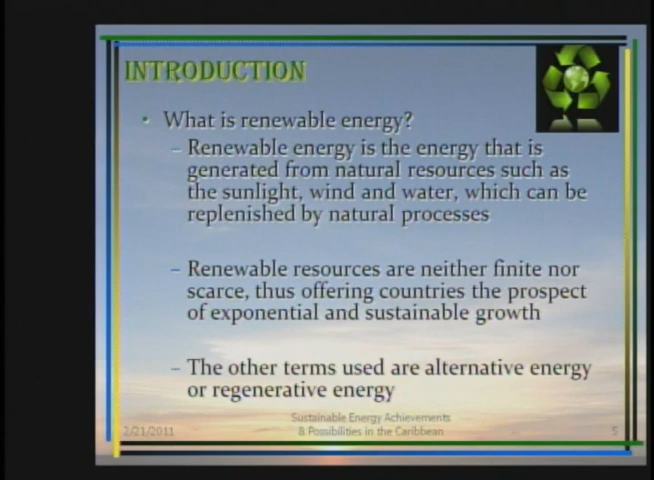 INTRODUCTION
• What is renewable energy?
– Renewable energy is the energy that is
generated from natural resources such as
the sunlight, wind and water, which can be
replenished by natural processes
– Renewable resources are neither finite nor
scarce, thus offering countries the prospect
of exponential and sustainable growth
– The other terms used are alternative energy
or regenerative energy
Sustainable Energy Achievements
& Possibilities in the Caribbean
2/21/2011
5